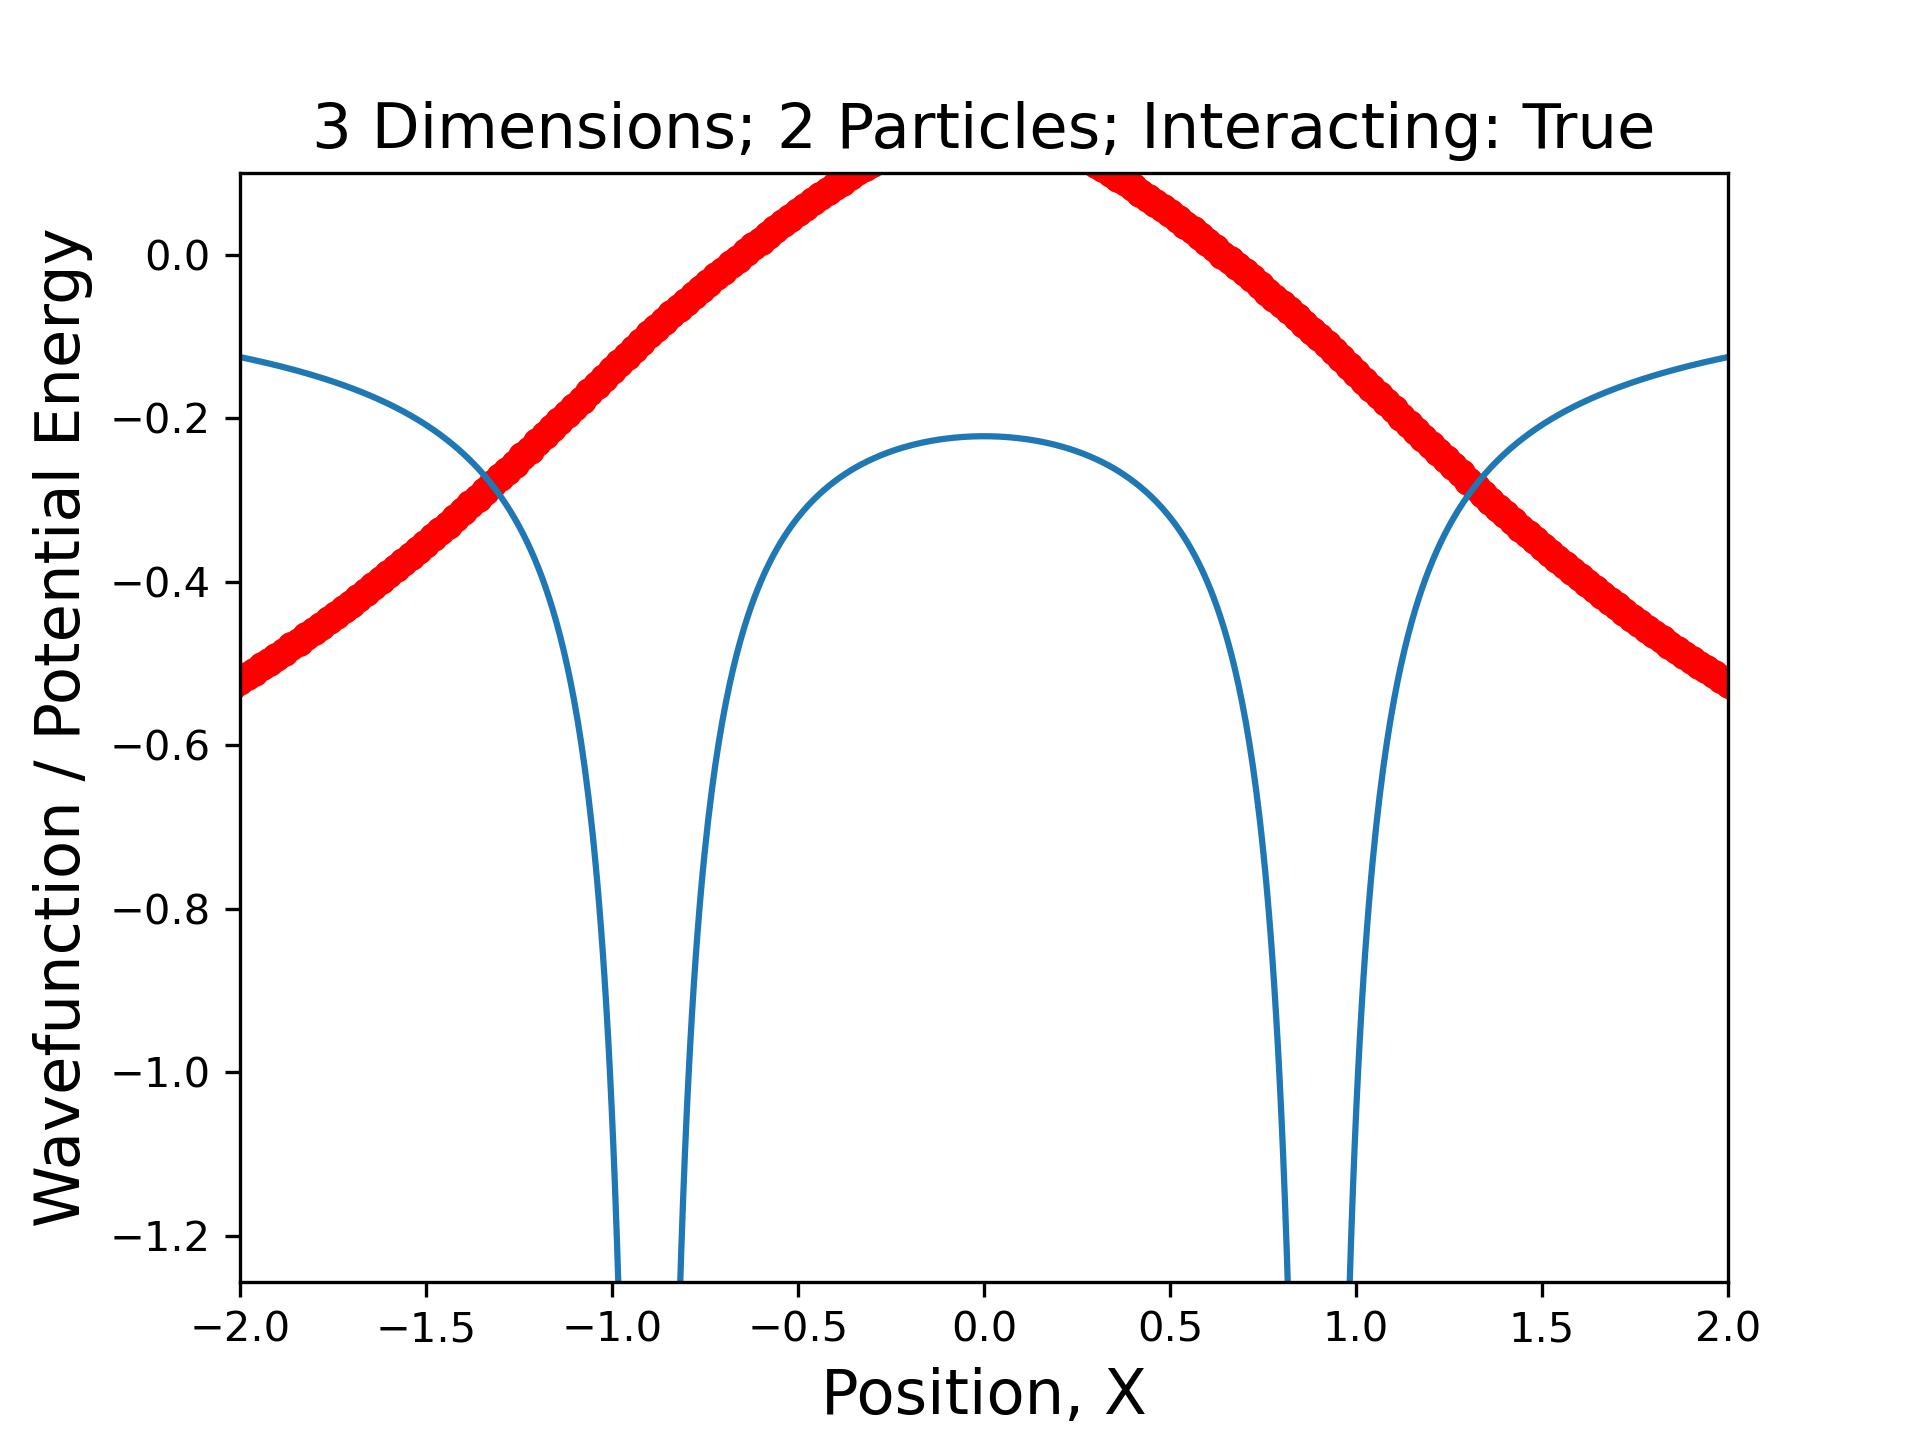 3 Dimensions; 2 Particles; Interacting: True
Wavefunction / Potential Energy
0.0
−0.2
−0.4
−0.6
−0.8
−1.0
−1.2
−2.0 −1.5 −1.0 −0.5 0.0 0.5 1.0 1.5 2.0
Position, X